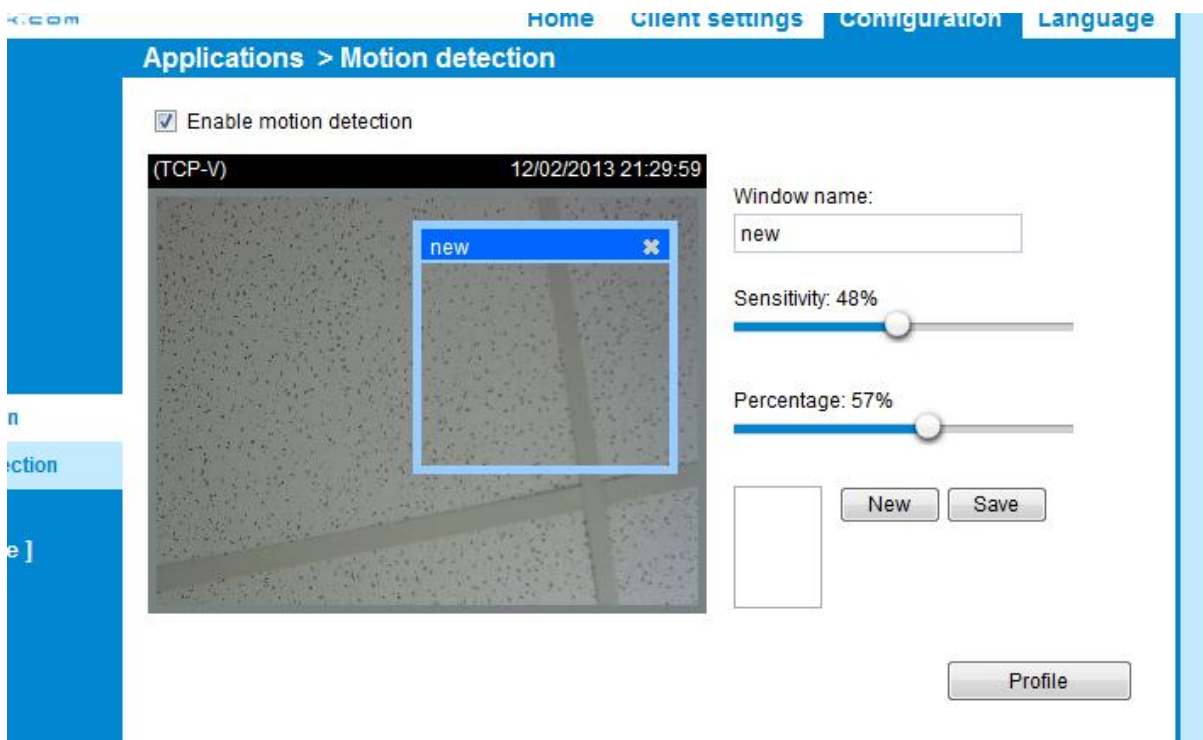 Home Client settings Configuration Language
Applications > Motion detection
Enable motion detection
(TCP-V) 12/02/2013 21:29:59
Window name:
new
new
Sensitivity: 48%
Percentage: 57%
n
ection
New Save
e ]
Profile